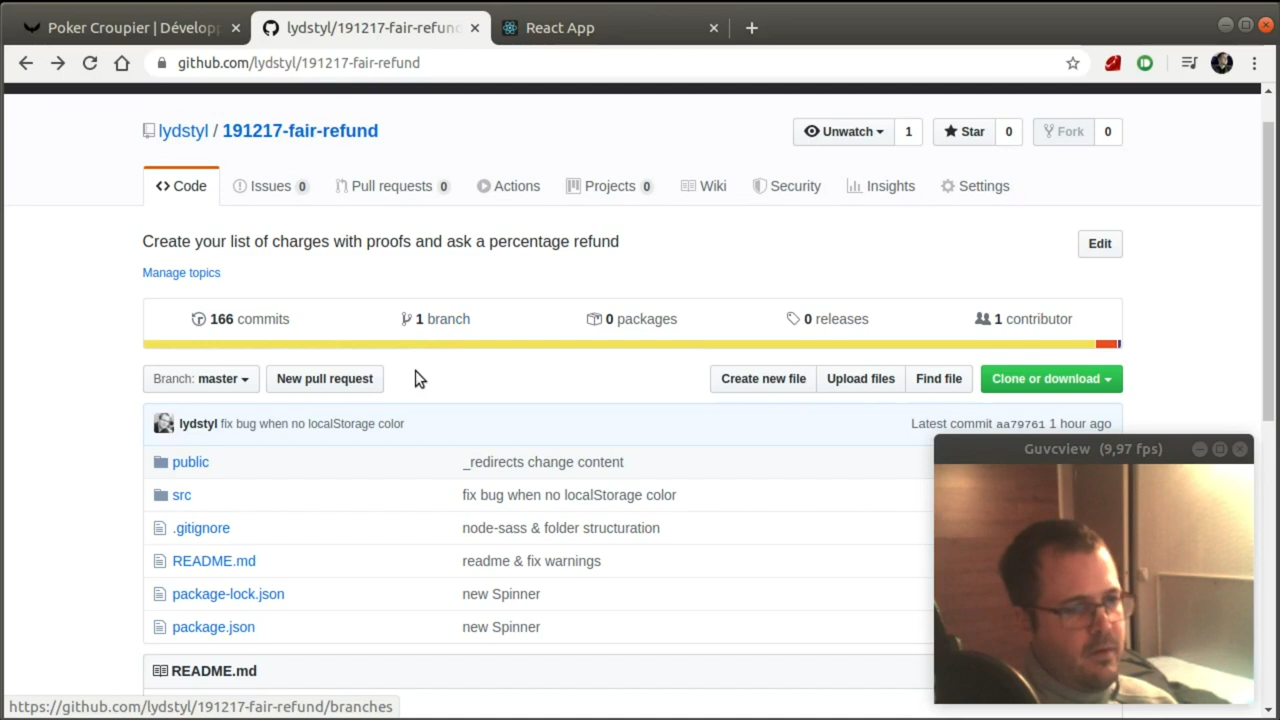 Poker Croupier | Dévelop
lydstyl/191217-fair-refund
React App
github.com/lydstyl/191217-fair-refund
lydstyl / 191217-fair-refund
Unwatch 1 Star 0 Fork 0
Code Issues 0 Pull requests 0 Actions Projects 0 Wiki Security Insights Settings
Create your list of charges with proofs and ask a percentage refund
Edit
Manage topics
166 commits 1 branch 0 packages 0 releases 1 contributor
Branch: master New pull request Create new file Upload files Find file Clone or download
lydstyl fix bug when no localStorage color Latest commit aa79761 1 hour ago
public _redirects change content
src fix bug when no localStorage color
.gitignore node-sass & folder structuration
README.md readme & fix warnings
package-lock.json new Spinner
package.json new Spinner
README.md
Guvcview (9,97 fps)
https://github.com/lydstyl/191217-fair-refund/branches